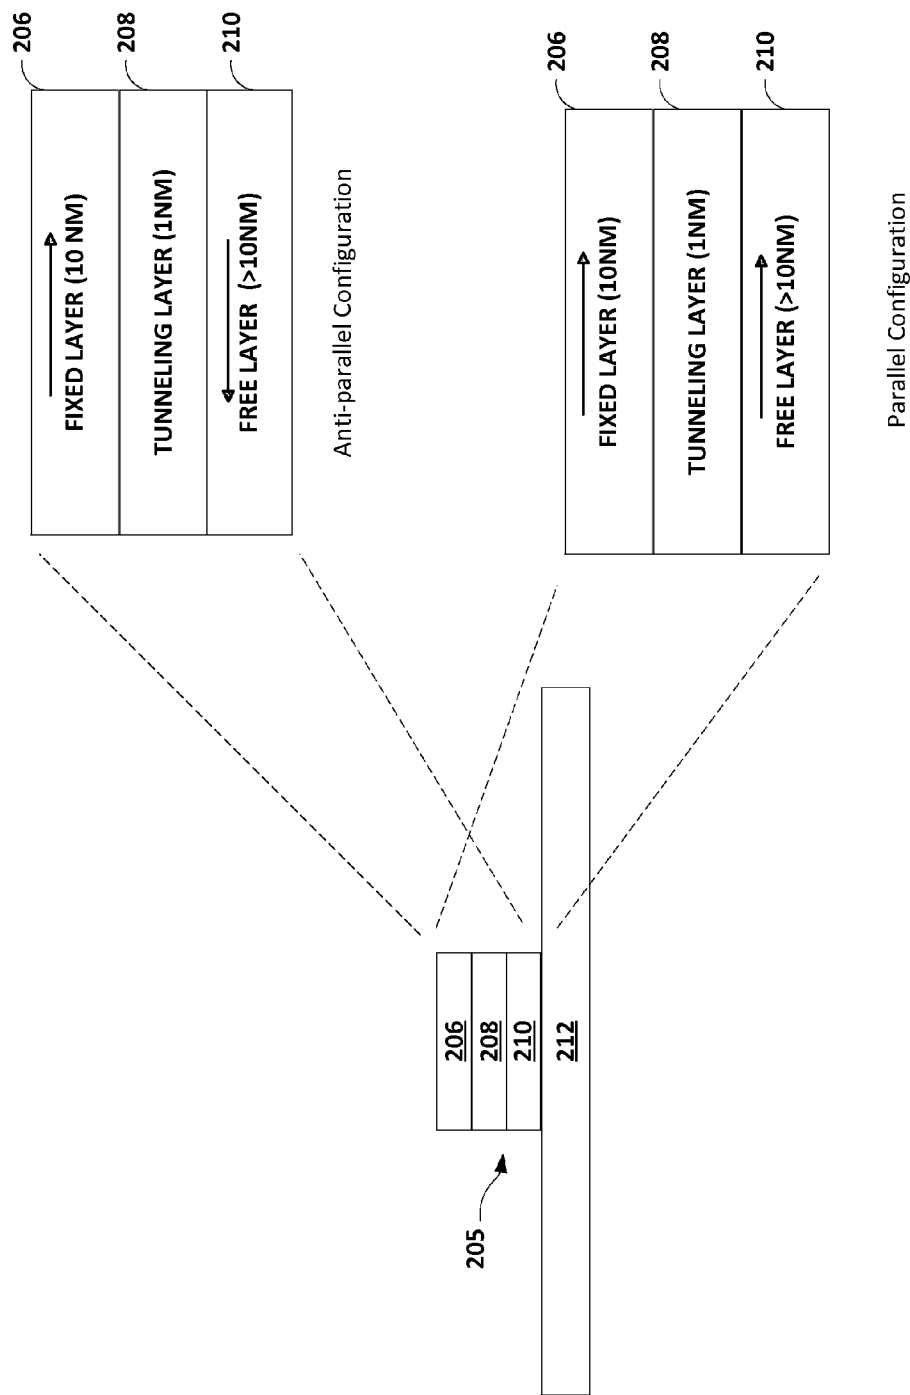 206
FIXED LAYER (10 NM)
208
TUNNELING LAYER (1NM)
210
FREE LAYER (>10NM)
Anti-parallel Configuration
205
206
208
210
212
206
FIXED LAYER (10NM)
208
TUNNELING LAYER (1NM)
210
FREE LAYER (>10NM)
Parallel Configuration